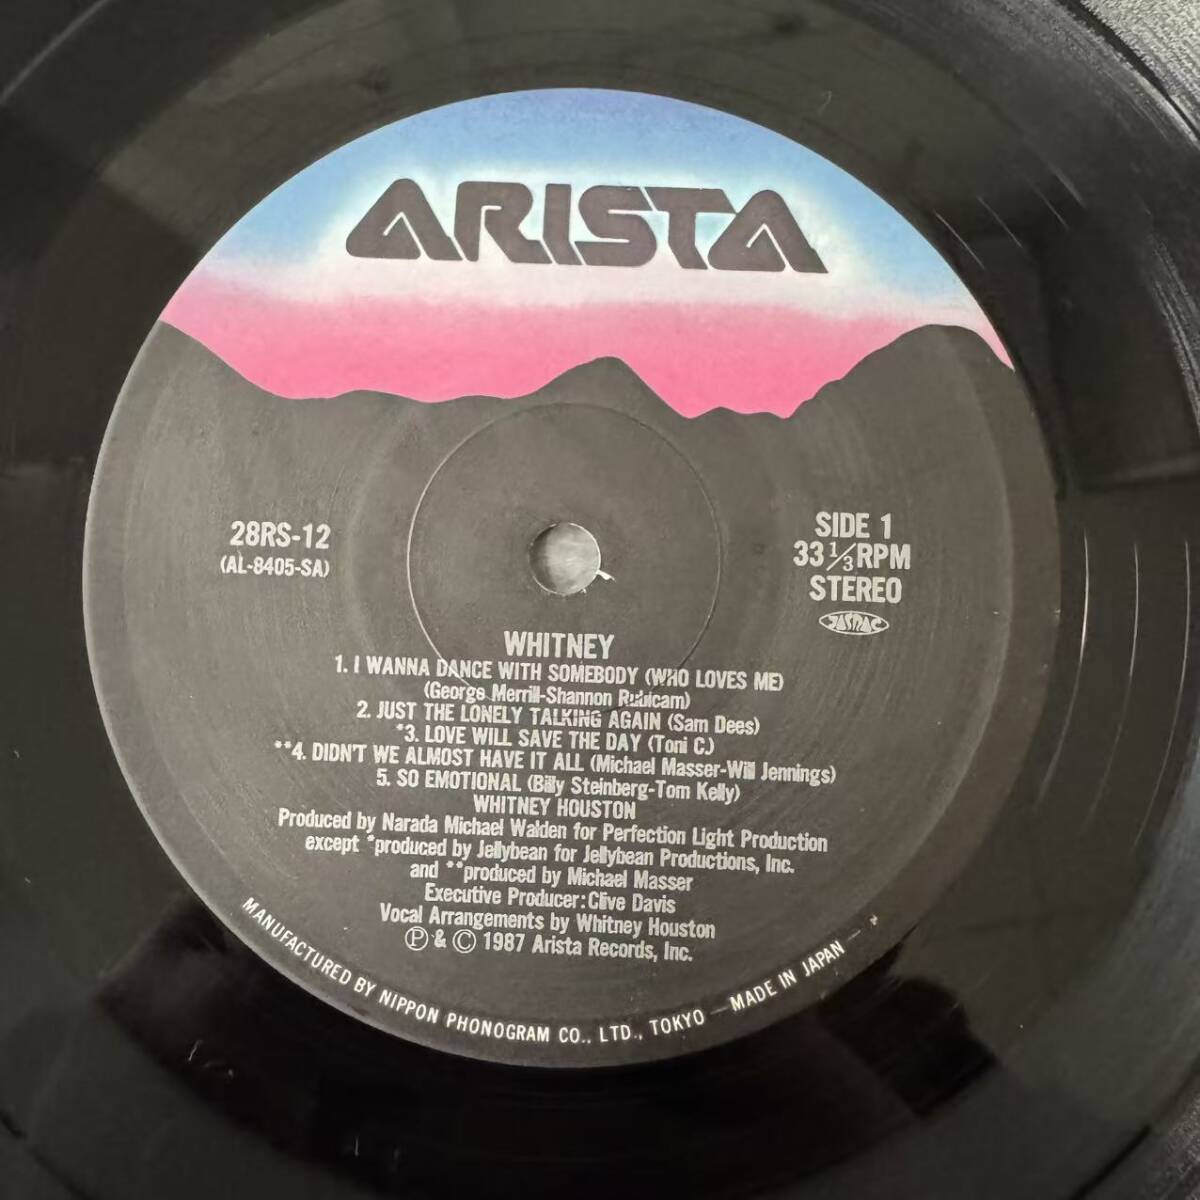 ARISTA
28RS-12
(AL-8405-SA)
SIDE 1
33 1/3 RPM
STEREO
JASRAC
WHITNEY
1. I WANNA DANCE WITH SOMEBODY (WHO LOVES ME)
(George Merrill-Shannon Rubicam)
2. JUST THE LONELY TALKING AGAIN (Sam Dees)
*3. LOVE WILL SAVE THE DAY (Toni C.)
**4. DIDN'T WE ALMOST HAVE IT ALL (Michael Masser-Will Jennings)
5. SO EMOTIONAL (Billy Steinberg-Tom Kelly)
WHITNEY HOUSTON
Produced by Narada Michael Walden for Perfection Light Production
except *produced by Jellybean for Jellybean Productions, Inc.
and **produced by Michael Masser
Executive Producer:Clive Davis
Vocal Arrangements by Whitney Houston
Ⓟ & © 1987 Arista Records, Inc.
MANUFACTURED BY NIPPON PHONOGRAM CO., LTD., TOKYO — MADE IN JAPAN — *